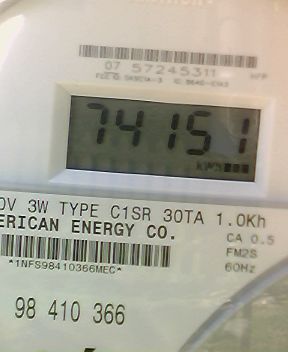 07 57245311
74151
kWh
0V 3W TYPE C1SR 30TA 1.0Kh
ERICAN ENERGY CO.
CA 0.5
FM2S
*1NFS98410366MEC*
60Hz
98 410 366